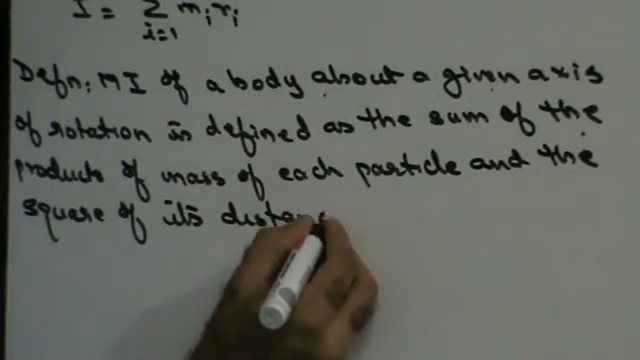 I = Σ mᵢrᵢ
i=1
Defn: MI of a body about a given axis
of rotation is defined as the sum of the
product of mass of each particle and the
square of its distan